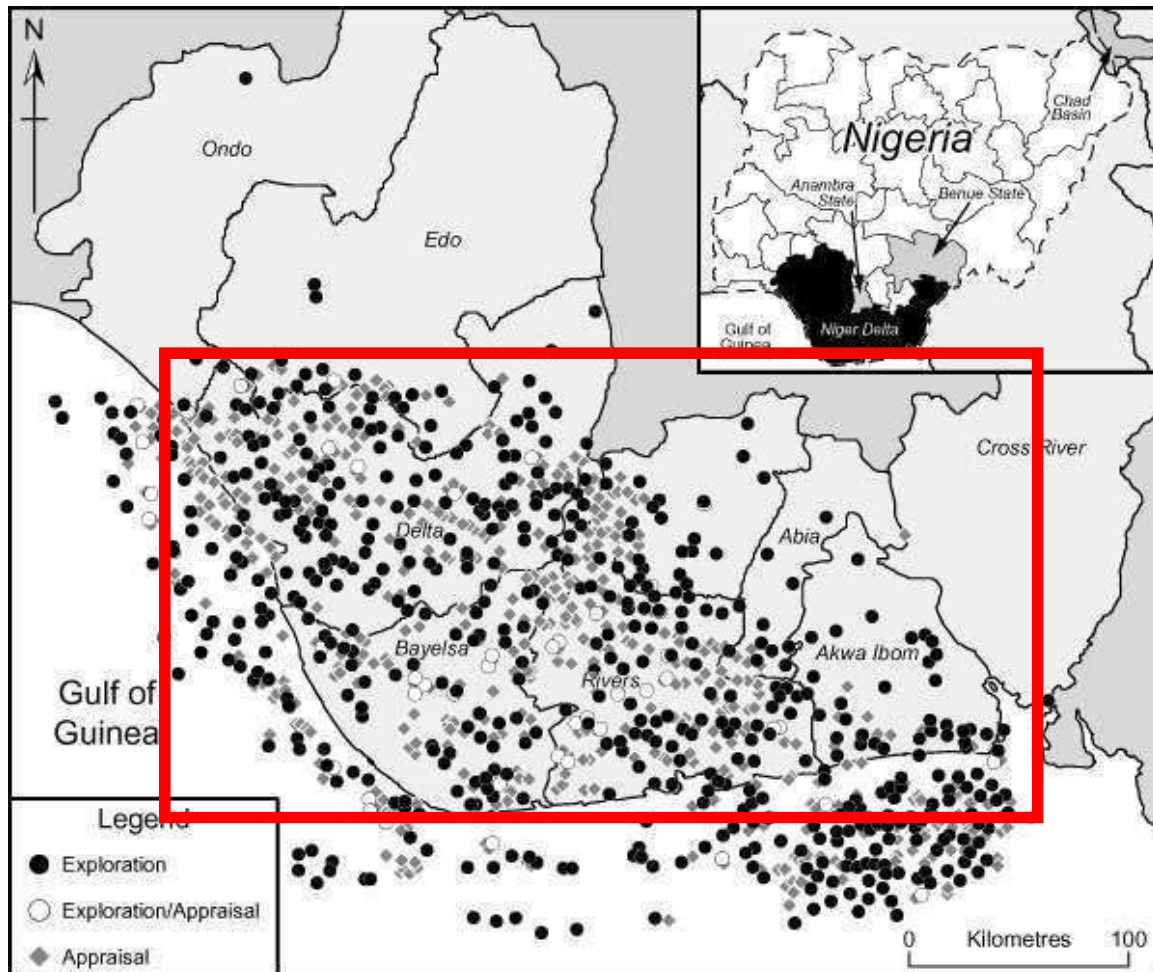 N
Ondo
Edo
Nigeria
Chad
Basin
Anambra
State
Benue State
Niger Delta
Gulf of
Guinea
Cross River
Delta
Abia
Bayelsa
Rivers
Akwa Ibom
Gulf of
Guinea
Legend
Exploration
Exploration/Appraisal
Appraisal
0 Kilometres 100